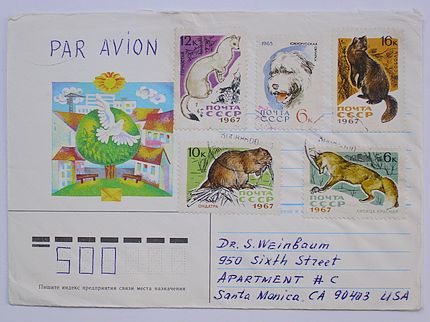 PAR AVION
12к
ПОЧТА
СССР
1967
1965
6к
ПОЧТА
СССР
16к
ПОЧТА
СССР
1967
10к
ПОЧТА
СССР
ОНДАТРА
1967
6к
ПОЧТА
СССР
1967
ЛИСИЦА КРАСНАЯ
500
Пишите индекс предприятия связи места назначения
Dr. S. Weinbaum
950 Sixth Street
APARTMENT # C
Santa Monica, CA 90403 USA